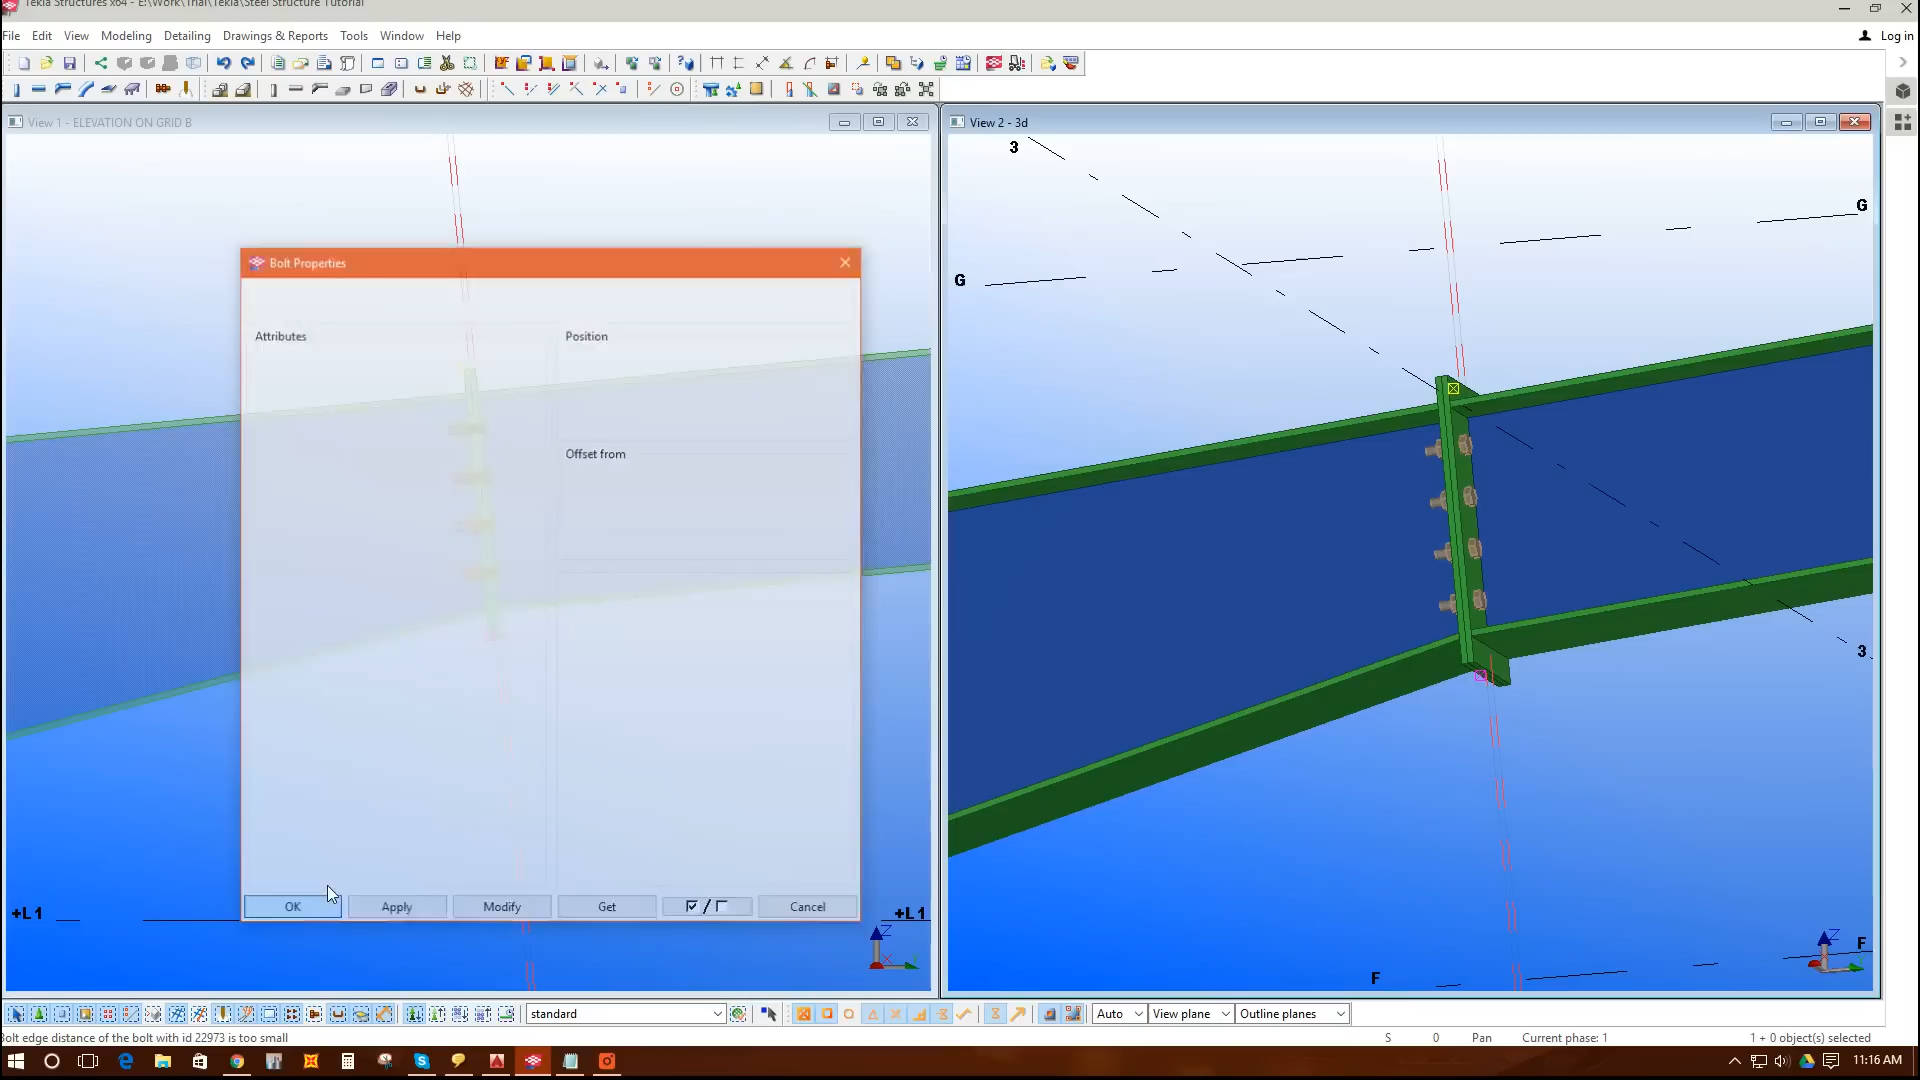 Tekla Structures x64 - E:\Work\Trial\Tekla\Steel Structure Tutorial
File Edit View Modeling Detailing Drawings & Reports Tools Window Help
Log in
View 1 - ELEVATION ON GRID B
View 2 - 3d
3
G
G
Bolt Properties
Attributes
Position
Offset from
3
OK
Apply
Modify
Get
/
Cancel
+L1
+L1
Z
Z
F
F
standard
Auto
View plane
Outline planes
Bolt edge distance of the bolt with id 22973 is too small
S
0
Pan
Current phase: 1
1 + 0 object(s) selected
11:16 AM